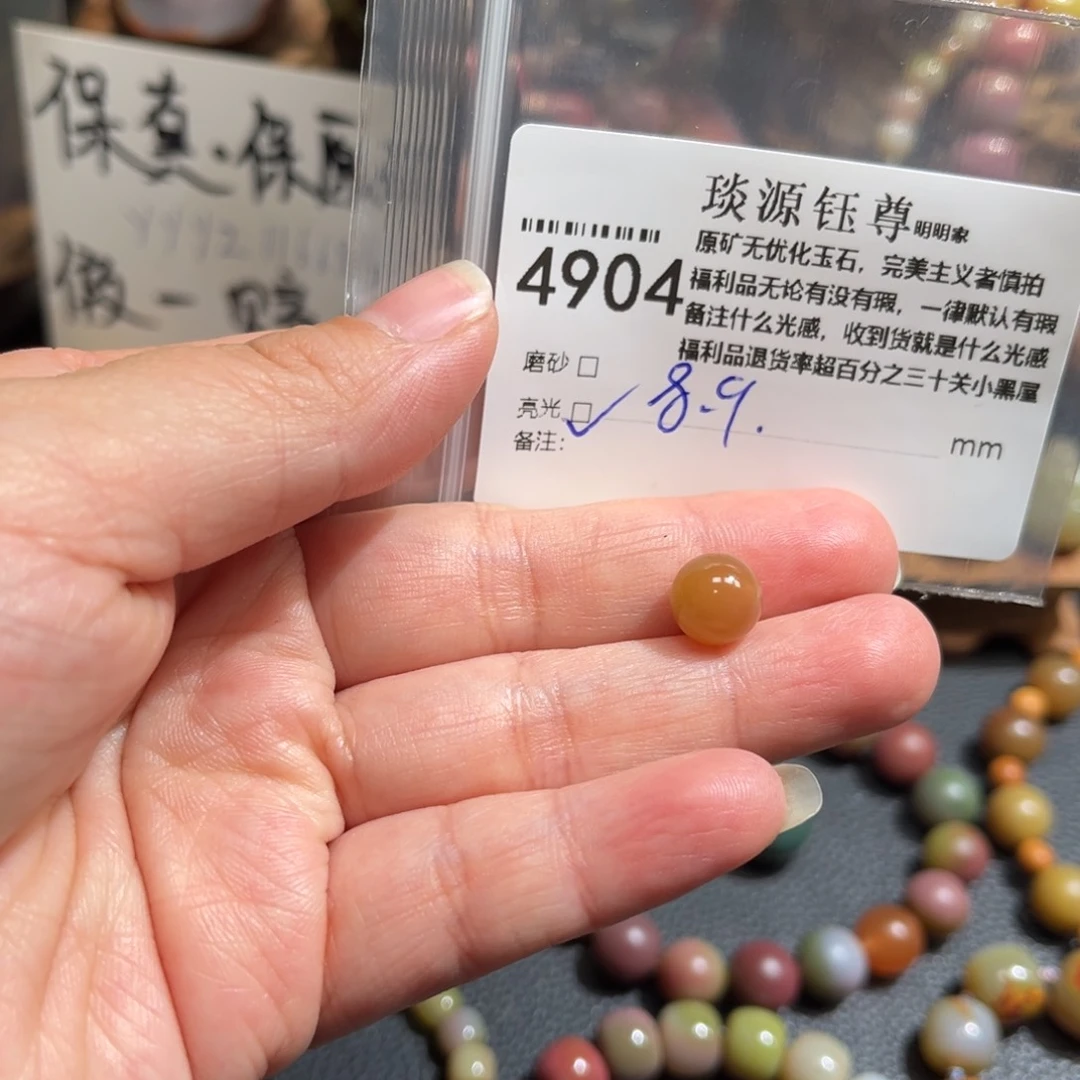 保真·保
假一赔
琰源钰尊明明家
原矿无优化玉石，完美主义者慎拍
4904
福利品无论有没有瑕，一律默认有瑕
备注什么光感，收到货就是什么光感
福利品退货率超百分之三十关小黑屋
磨砂□
亮光□✓ 8.9. mm
备注: